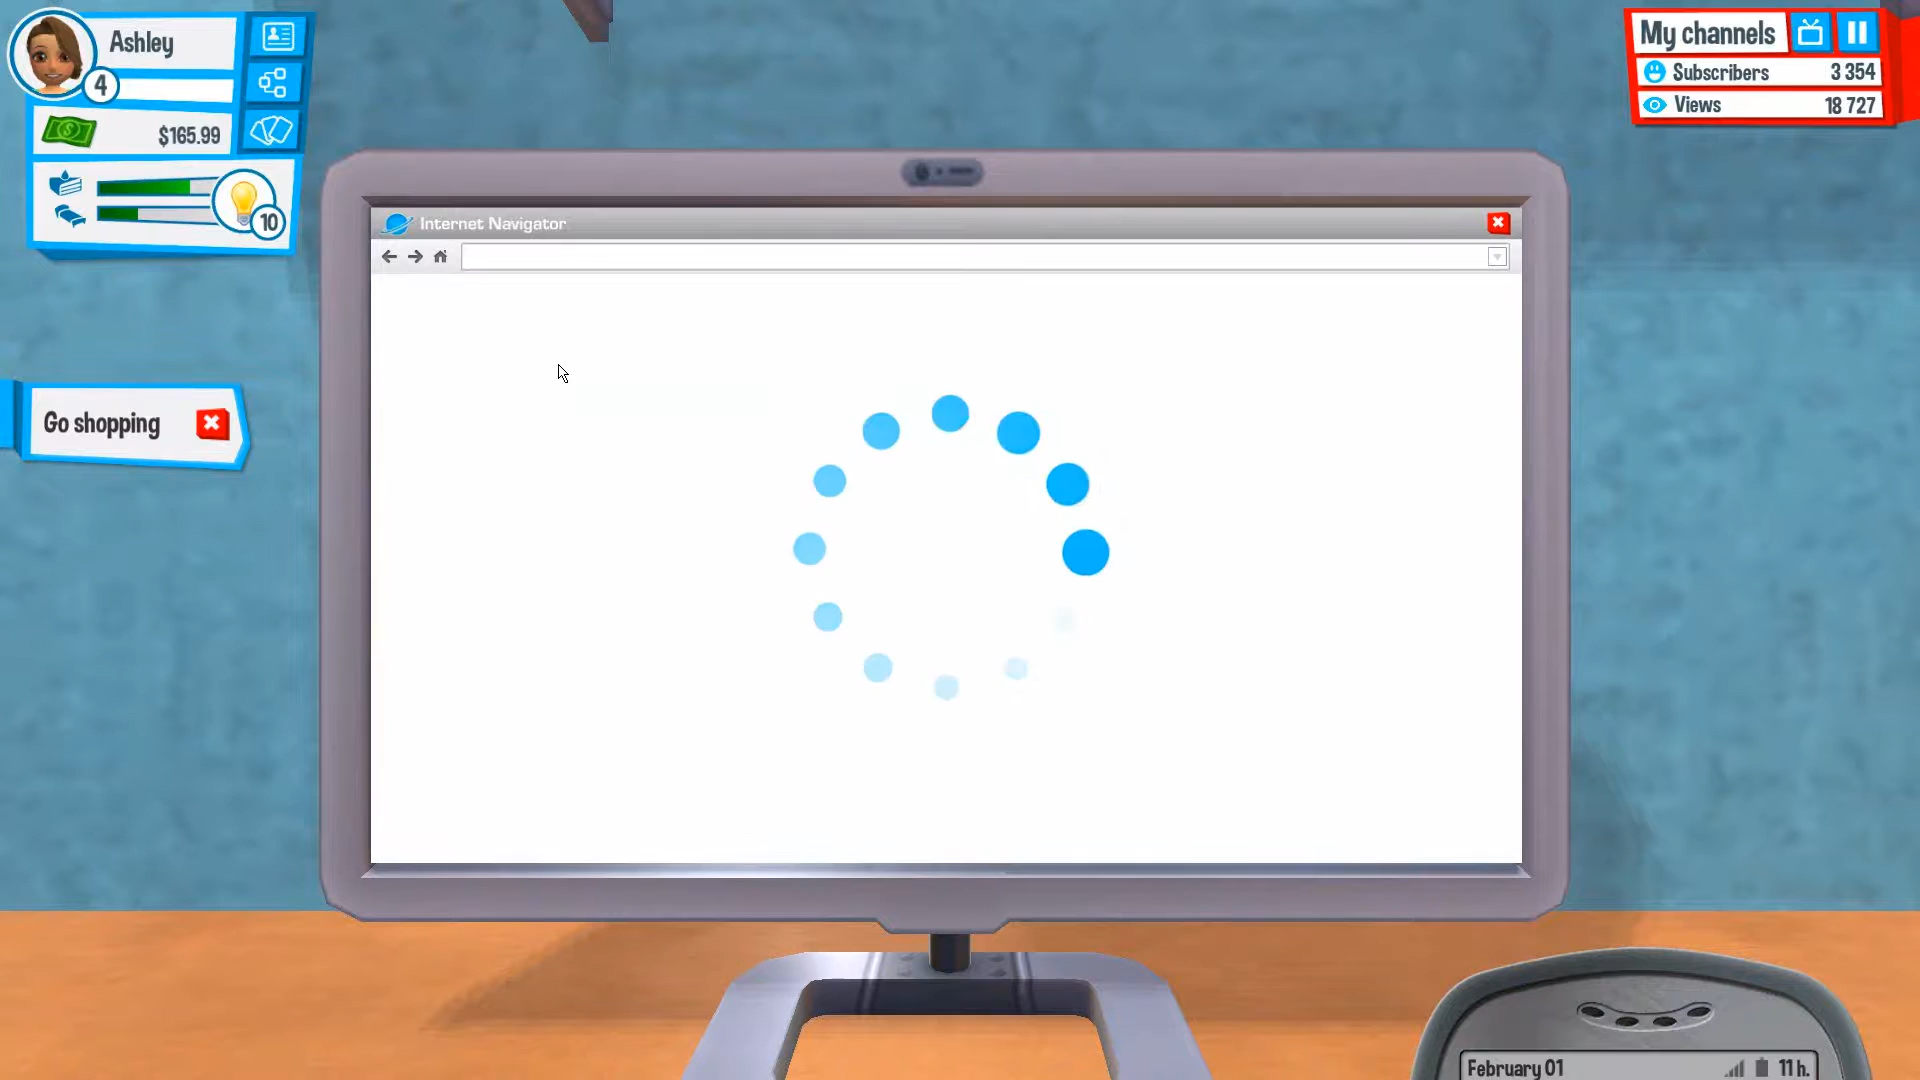 Ashley
4
$165.99
10
Go shopping
My channels
Subscribers 3 354
Views 18 727
Internet Navigator
February 01 11 h.